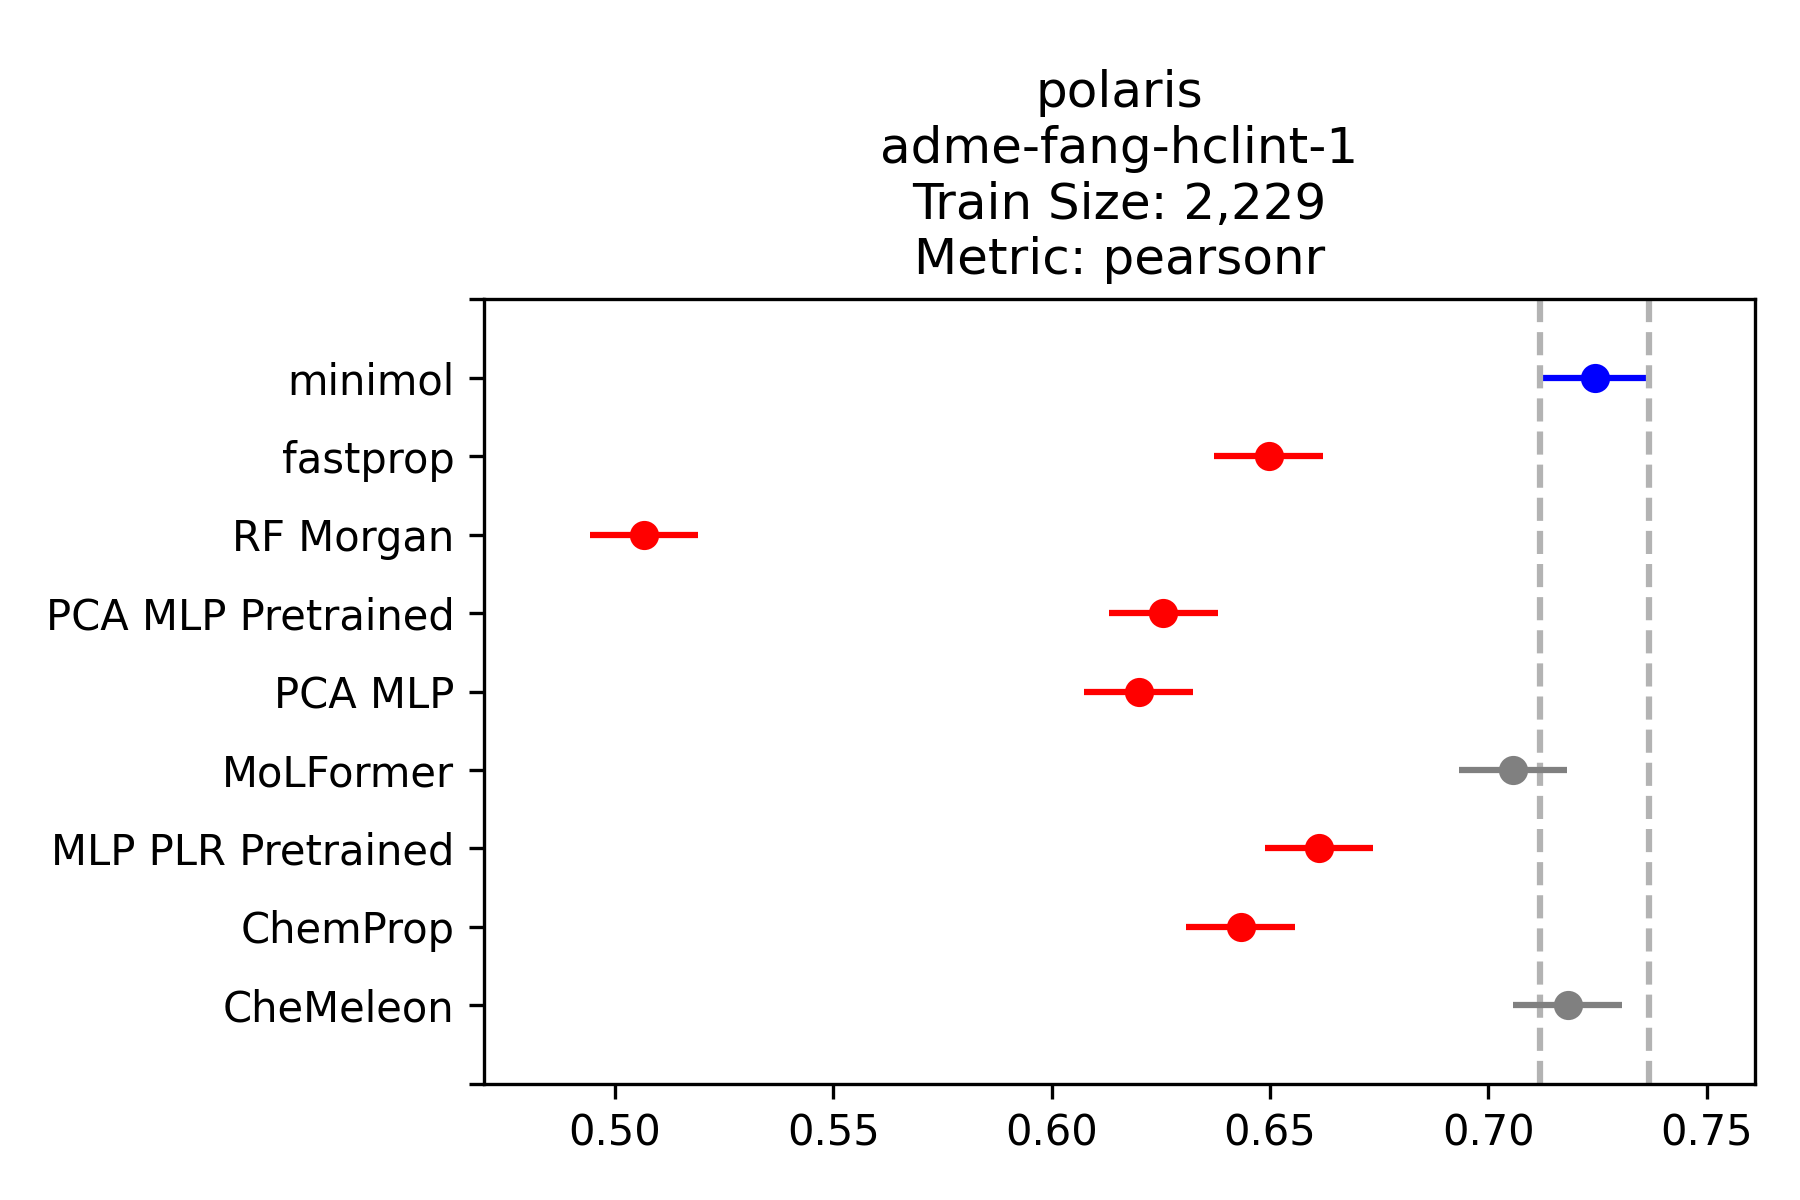 polaris
adme-fang-hclint-1
Train Size: 2,229
Metric: pearsonr
minimol
fastprop
RF Morgan
PCA MLP Pretrained
PCA MLP
MoLFormer
MLP PLR Pretrained
ChemProp
CheMeleon
0.50 0.55 0.60 0.65 0.70 0.75